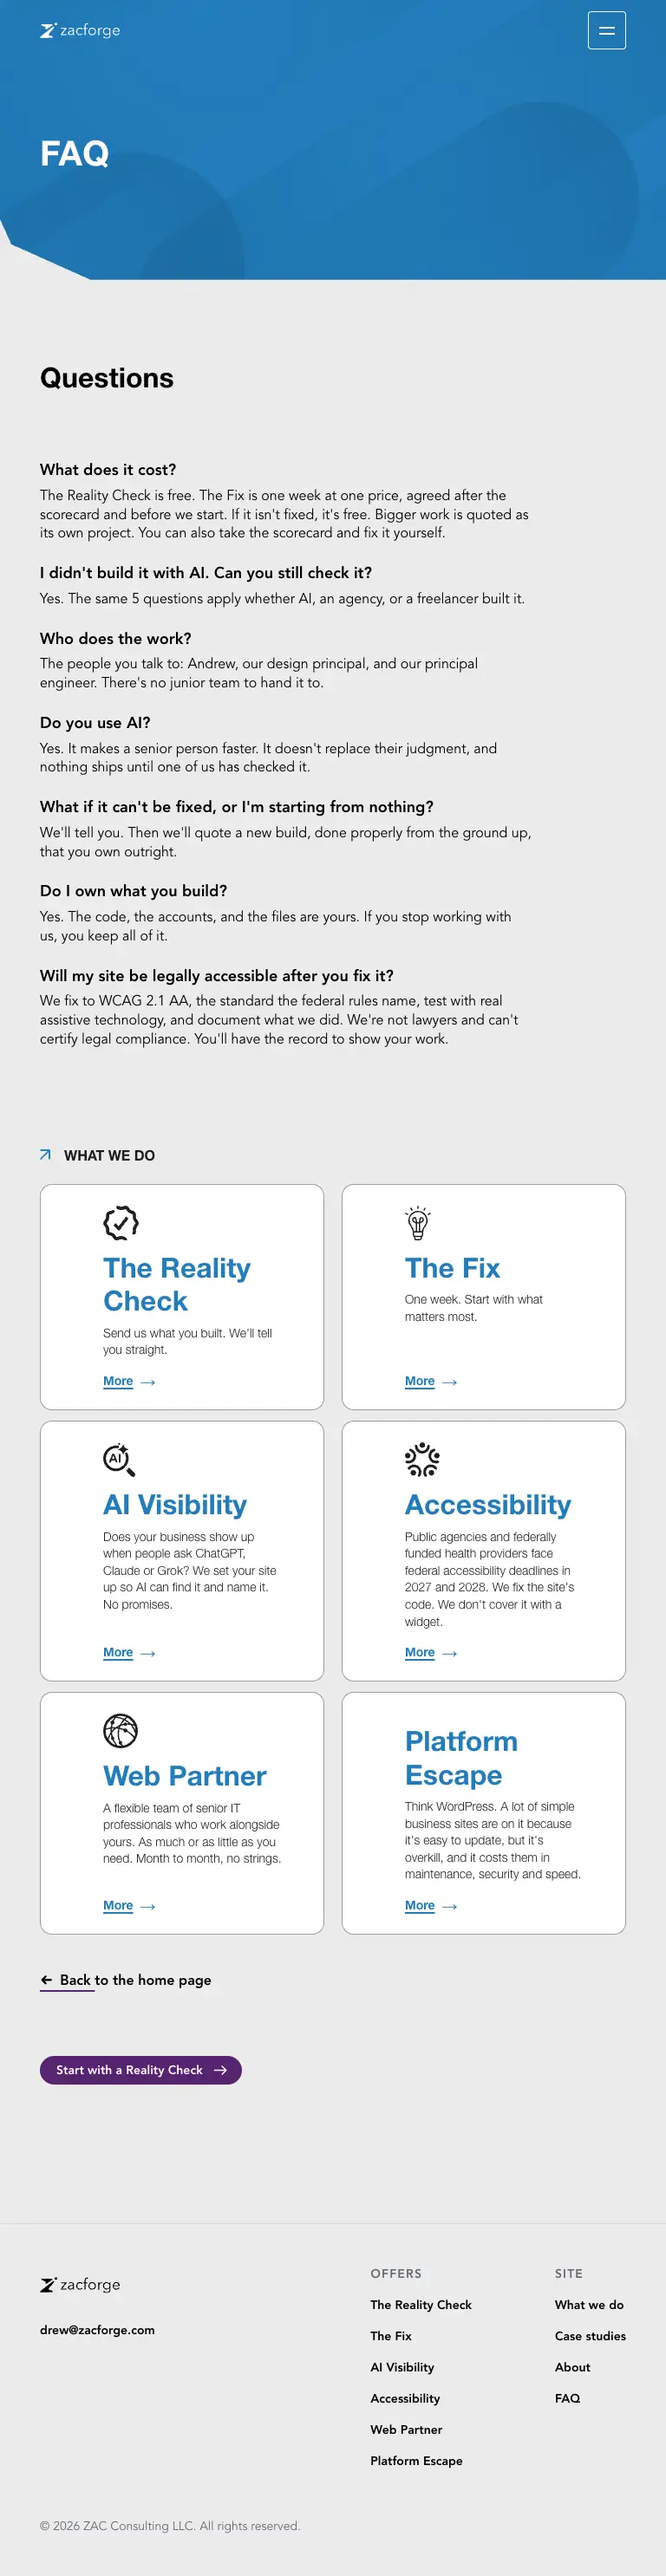 zacforge
FAQ
Questions
What does it cost?
The Reality Check is free. The Fix is one week at one price, agreed after the
scorecard and before we start. If it isn't fixed, it's free. Bigger work is quoted as
its own project. You can also take the scorecard and fix it yourself.
I didn't build it with AI. Can you still check it?
Yes. The same 5 questions apply whether AI, an agency, or a freelancer built it.
Who does the work?
The people you talk to: Andrew, our design principal, and our principal
engineer. There's no junior team to hand it to.
Do you use AI?
Yes. It makes a senior person faster. It doesn't replace their judgment, and
nothing ships until one of us has checked it.
What if it can't be fixed, or I'm starting from nothing?
We'll tell you. Then we'll quote a new build, done properly from the ground up,
that you own outright.
Do I own what you build?
Yes. The code, the accounts, and the files are yours. If you stop working with
us, you keep all of it.
Will my site be legally accessible after you fix it?
We fix to WCAG 2.1 AA, the standard the federal rules name, test with real
assistive technology, and document what we did. We're not lawyers and can't
certify legal compliance. You'll have the record to show your work.
WHAT WE DO
The Reality
Check
Send us what you built. We'll tell
you straight.
More
The Fix
One week. Start with what
matters most.
More
AI
AI Visibility
Does your business show up
when people ask ChatGPT,
Claude or Grok? We set your site
up so AI can find it and name it.
No promises.
More
Accessibility
Public agencies and federally
funded health providers face
federal accessibility deadlines in
2027 and 2028. We fix the site's
code. We don't cover it with a
widget.
More
Web Partner
A flexible team of senior IT
professionals who work alongside
yours. As much or as little as you
need. Month to month, no strings.
More
Platform
Escape
Think WordPress. A lot of simple
business sites are on it because
it's easy to update, but it's
overkill, and it costs them in
maintenance, security and speed.
More
Back to the home page
Start with a Reality Check
zacforge
drew@zacforge.com
OFFERS
The Reality Check
The Fix
AI Visibility
Accessibility
Web Partner
Platform Escape
SITE
What we do
Case studies
About
FAQ
© 2026 ZAC Consulting LLC. All rights reserved.